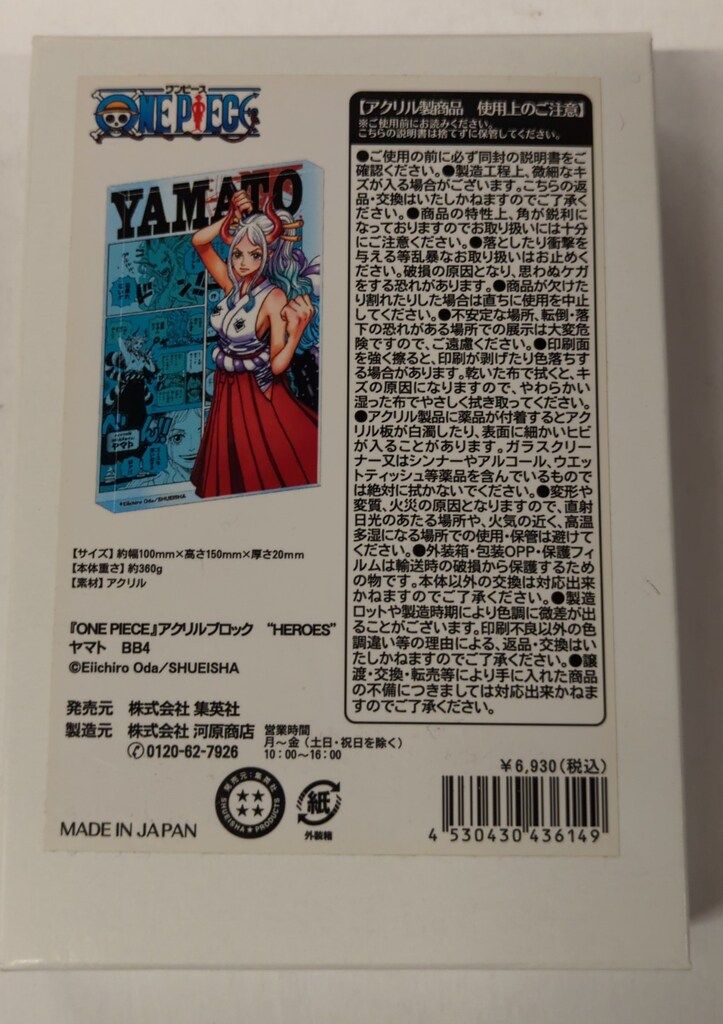 ワンピース
ONE PIECE
YAMATO
ヤマト
©Eiichiro Oda/SHUEISHA
【サイズ】約幅100mm×高さ150mm×厚さ20mm
【本体重さ】約360g
【素材】アクリル
『ONE PIECE』アクリルブロック “HEROES”
ヤマト BB4
©Eiichiro Oda/SHUEISHA
発売元 株式会社 集英社
製造元 株式会社 河原商店
0120-62-7926
営業時間
月～金（土日・祝日を除く）
10：00～16：00
MADE IN JAPAN
発売元：集英社
SHUEISHA★PRODUCTS
紙
外装箱
【アクリル製商品 使用上のご注意】
※ご使用前にお読みください。
こちらの説明書は捨てずに保管してください。
●ご使用の前に必ず同封の説明書をご
確認ください。●製造工程上、微細なキ
ズが入る場合がございます。こちらの返
品・交換はいたしかねますのでご了承く
ださい。●商品の特性上、角が鋭利に
なっておりますのでお取り扱いには十分
にご注意ください。●落としたり衝撃を
与える等乱暴なお取り扱いはお止めく
ださい。破損の原因となり、思わぬケガ
をする恐れがあります。●商品が欠けた
り割れたりした場合は直ちに使用を中止
してください。●不安定な場所、転倒・落
下の恐れがある場所での展示は大変危
険ですので、ご遠慮ください。●印刷面
を強く擦ると、印刷が剥げたり色落ちす
る場合があります。乾いた布で拭くと、キ
ズの原因になりますので、やわらかい
湿った布でやさしく拭き取ってください。
●アクリル製品に薬品が付着するとアク
リル板が白濁したり、表面に細かいヒビ
が入ることがあります。ガラスクリー
ナー又はシンナーやアルコール、ウエッ
トティッシュ等薬品を含んでいるもので
は絶対に拭かないでください。●変形や
変質、火災の原因となりますので、直射
日光のあたる場所や、火気の近く、高温
多湿になる場所での使用・保管は避けて
ください。●外装箱・包装OPP・保護フィ
ルムは輸送時の破損から保護するため
の物です。本体以外の交換は対応出来
かねますのでご了承ください。●製造
ロットや製造時期により色調に微差が出
ることがございます。印刷不良以外の色
調違い等の理由による、返品・交換はい
たしかねますのでご了承ください。●譲
渡・交換・転売等により手に入れた商品
の不備につきましては対応出来かねま
すのでご了承ください。
￥6,930（税込）
4 530430 436149